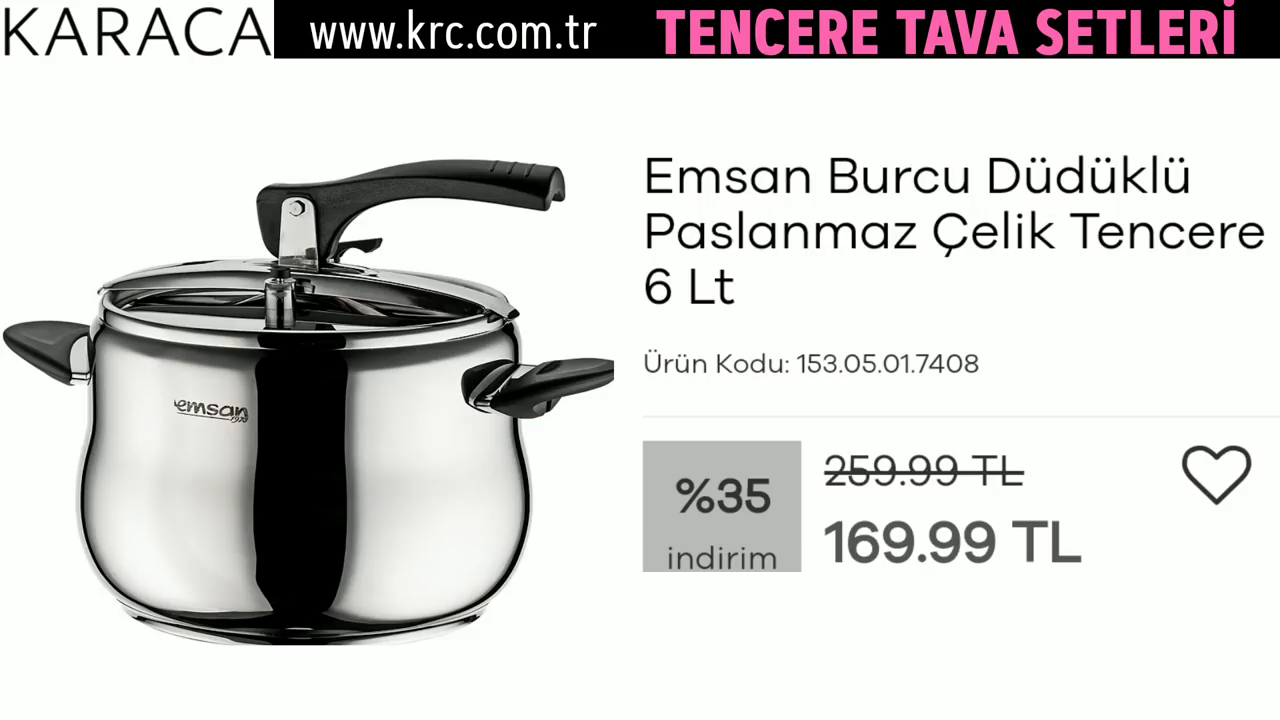 KARACA
www.krc.com.tr
TENCERE TAVA SETLERİ
Emsan Burcu Düdüklü
Paslanmaz Çelik Tencere
6 Lt
Ürün Kodu: 153.05.01.7408
%35
indirim
259.99 TL
169.99 TL
emsan
1973